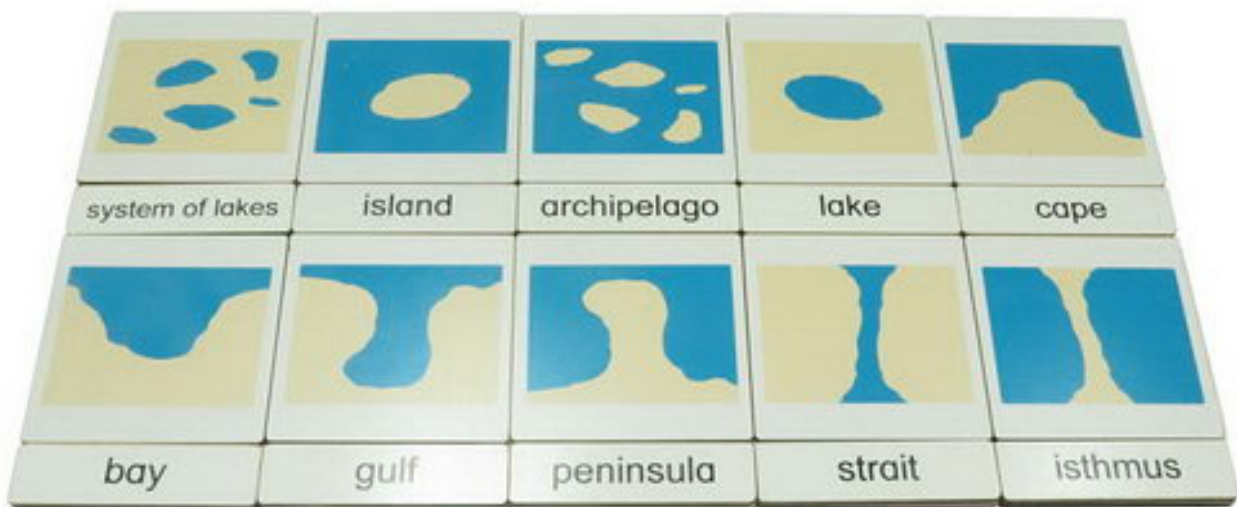 system of lakes
island
archipelago
lake
cape
bay
gulf
peninsula
strait
isthmus